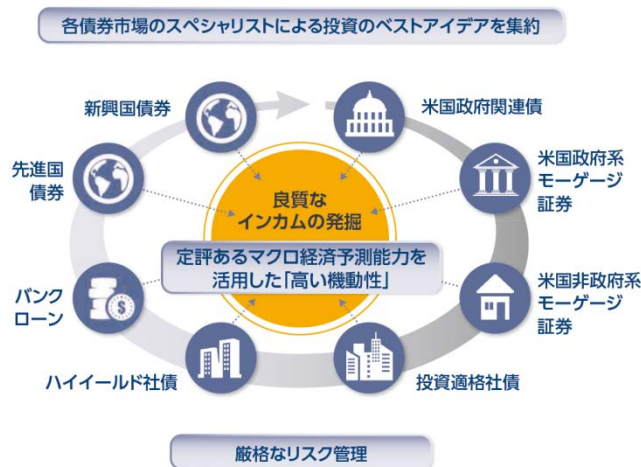 各債券市場のスペシャリストによる投資のベストアイデアを集約
新興国債券
米国政府関連債
先進国
債券
米国政府系
モーゲージ
証券
良質な
インカムの発掘
定評あるマクロ経済予測能力を
活用した「高い機動性」
バンク
ローン
米国非政府系
モーゲージ
証券
ハイイールド社債
投資適格社債
厳格なリスク管理